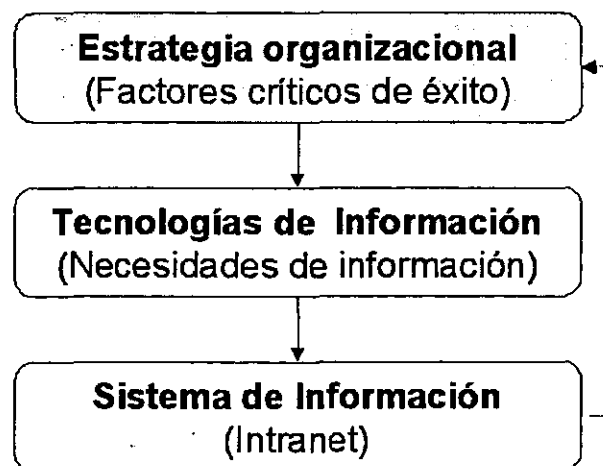 Estrategia organizacional
(Factores críticos de éxito)
Tecnologías de Información
(Necesidades de información)
Sistema de Información
(Intranet)